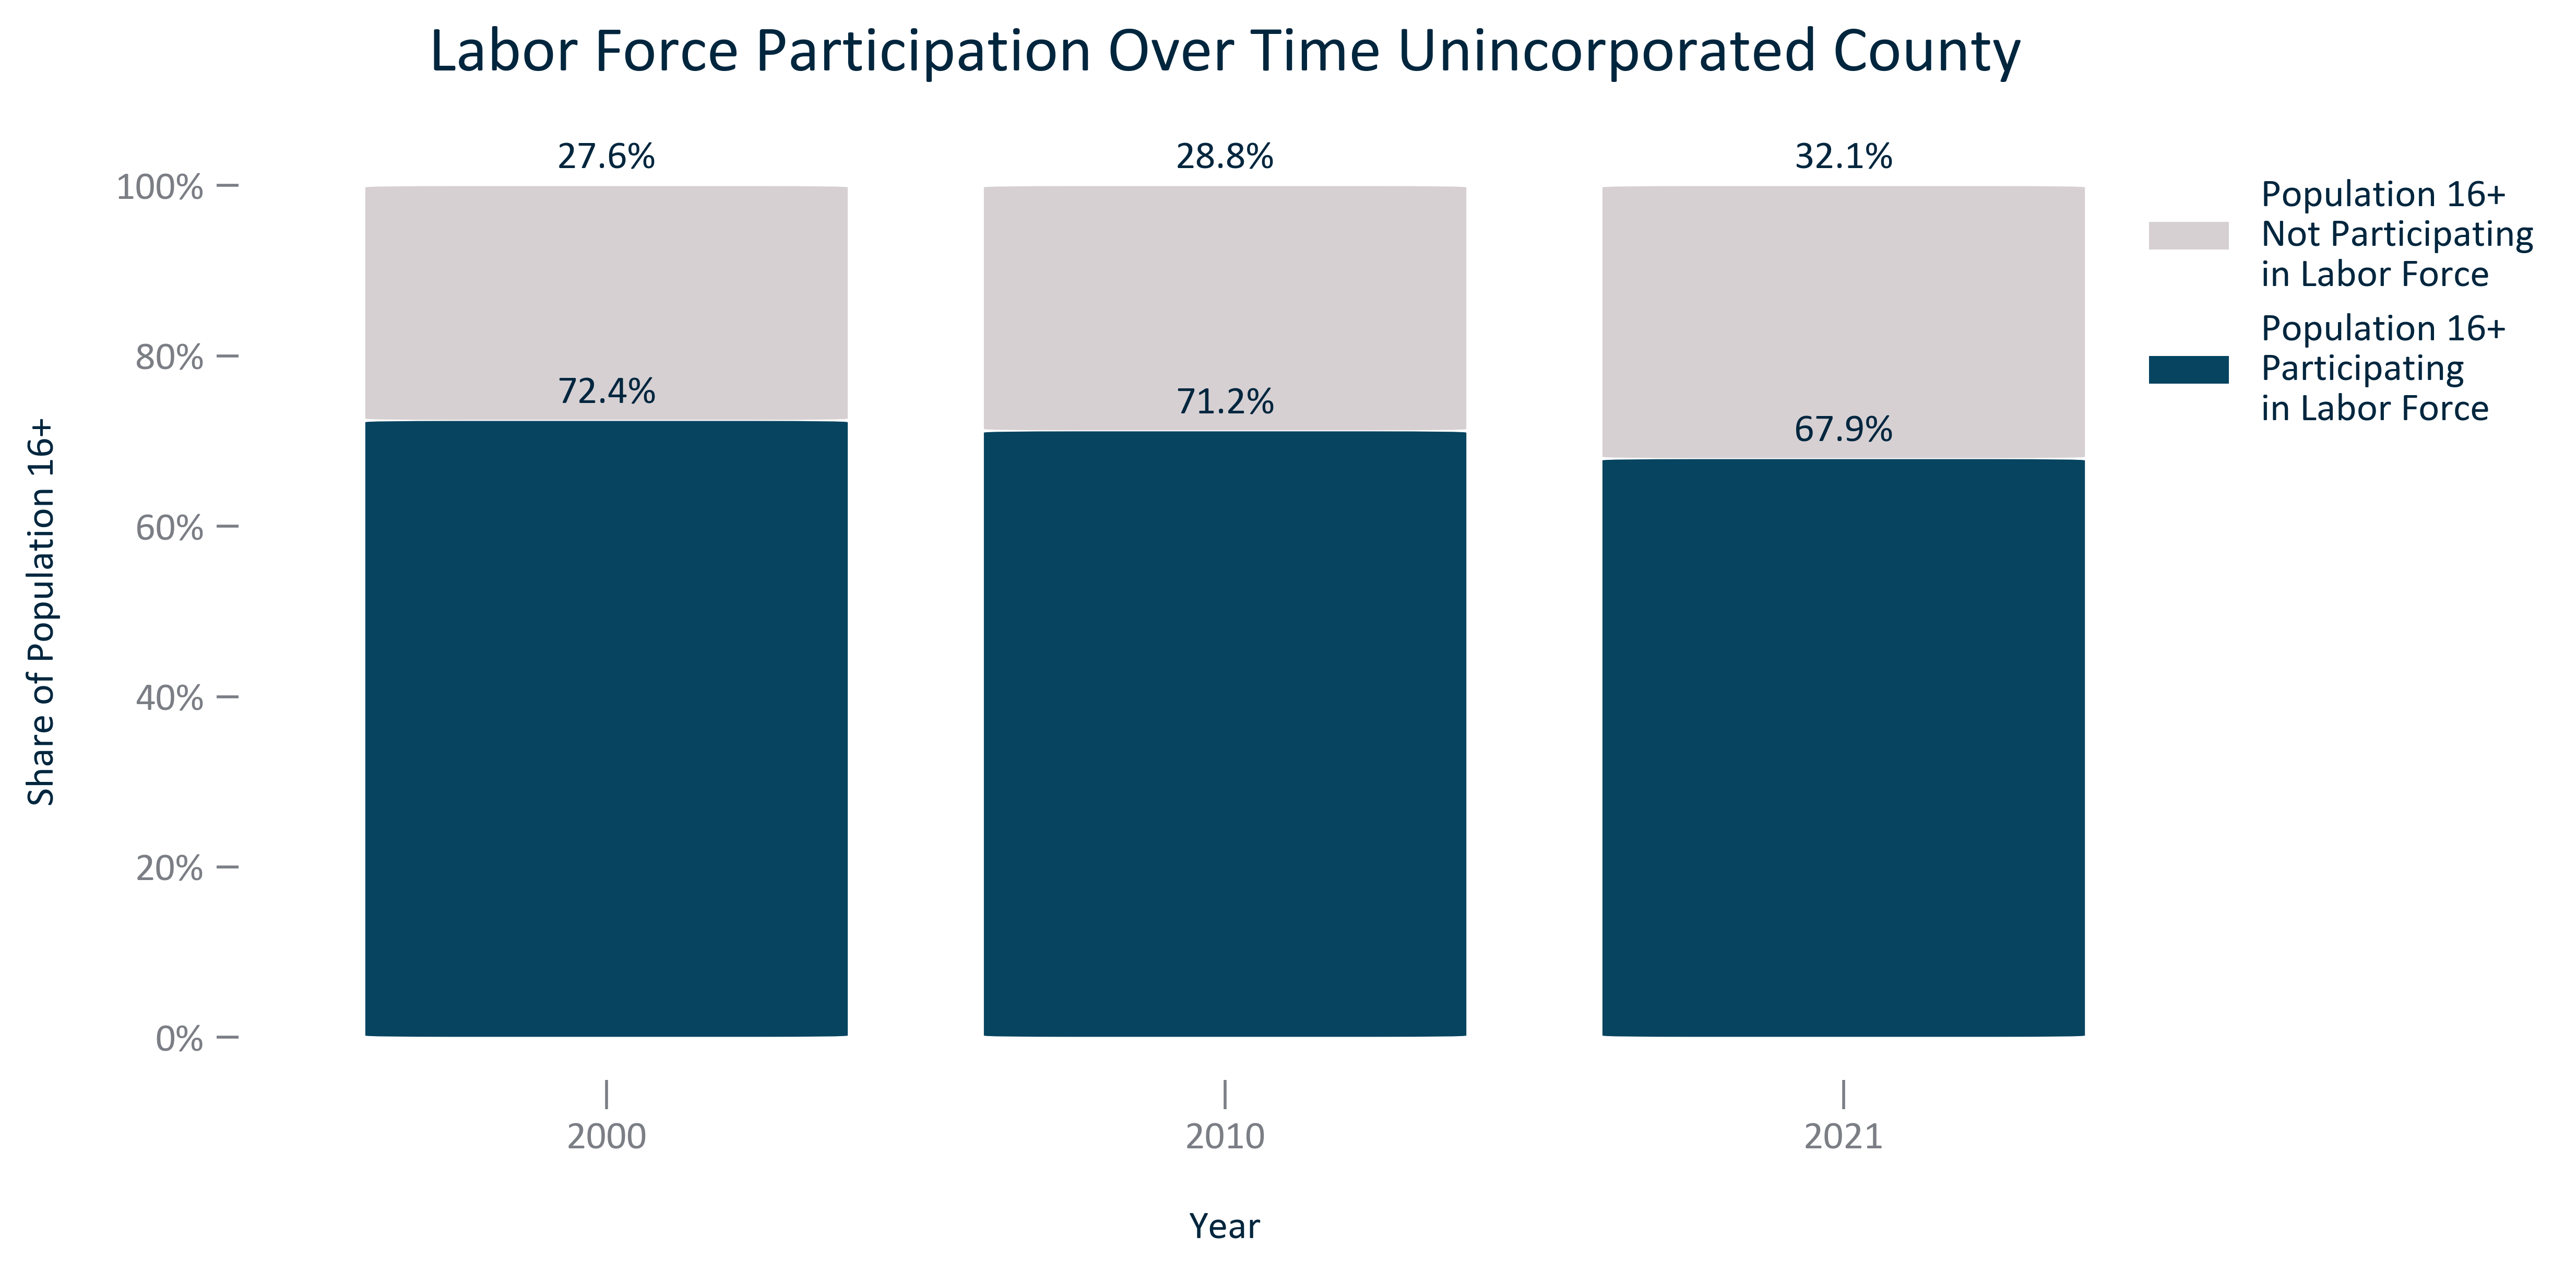 Labor Force Participation Over Time Unincorporated County
27.6%
28.8%
32.1%
100%
80%
60%
40%
20%
0%
72.4%
71.2%
67.9%
Share of Population 16+
2000
2010
2021
Year
Population 16+
Not Participating
in Labor Force
Population 16+
Participating
in Labor Force